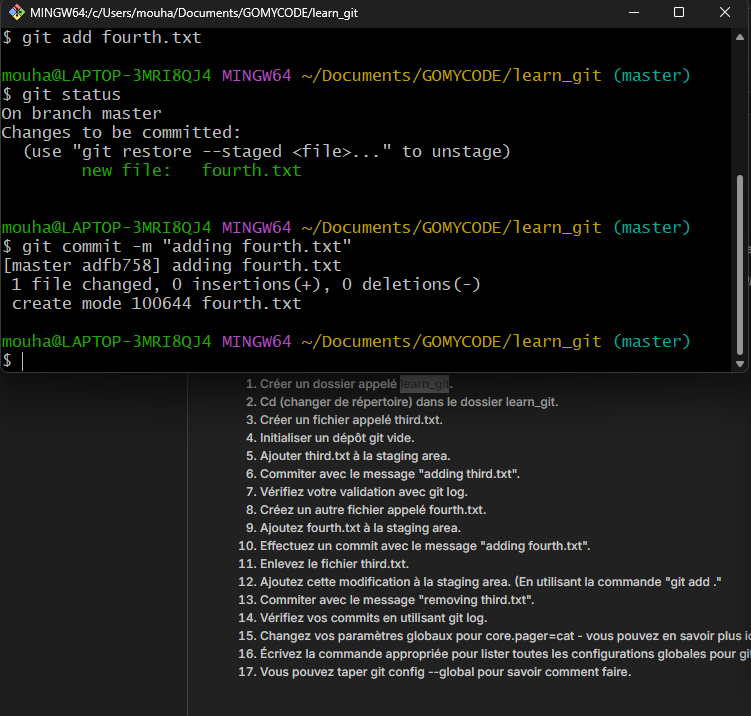 MINGW64:/c/Users/mouha/Documents/GOMYCODE/learn_git
$ git add fourth.txt
mouha@LAPTOP-3MRI8QJ4 MINGW64 ~/Documents/GOMYCODE/learn_git (master)
$ git status
On branch master
Changes to be committed:
  (use "git restore --staged <file>..." to unstage)
        new file:   fourth.txt
mouha@LAPTOP-3MRI8QJ4 MINGW64 ~/Documents/GOMYCODE/learn_git (master)
$ git commit -m "adding fourth.txt"
[master adfb758] adding fourth.txt
 1 file changed, 0 insertions(+), 0 deletions(-)
 create mode 100644 fourth.txt
mouha@LAPTOP-3MRI8QJ4 MINGW64 ~/Documents/GOMYCODE/learn_git (master)
$
1. Créer un dossier appelé learn_git.
2. Cd (changer de répertoire) dans le dossier learn_git.
3. Créer un fichier appelé third.txt.
4. Initialiser un dépôt git vide.
5. Ajouter third.txt à la staging area.
6. Commiter avec le message "adding third.txt".
7. Vérifiez votre validation avec git log.
8. Créez un autre fichier appelé fourth.txt.
9. Ajoutez fourth.txt à la staging area.
10. Effectuez un commit avec le message "adding fourth.txt".
11. Enlevez le fichier third.txt.
12. Ajoutez cette modification à la staging area. (En utilisant la commande "git add ."
13. Commiter avec le message "removing third.txt".
14. Vérifiez vos commits en utilisant git log.
15. Changez vos paramètres globaux pour core.pager=cat - vous pouvez en savoir plus
16. Écrivez la commande appropriée pour lister toutes les configurations globales pour
17. Vous pouvez taper git config --global pour savoir comment faire.